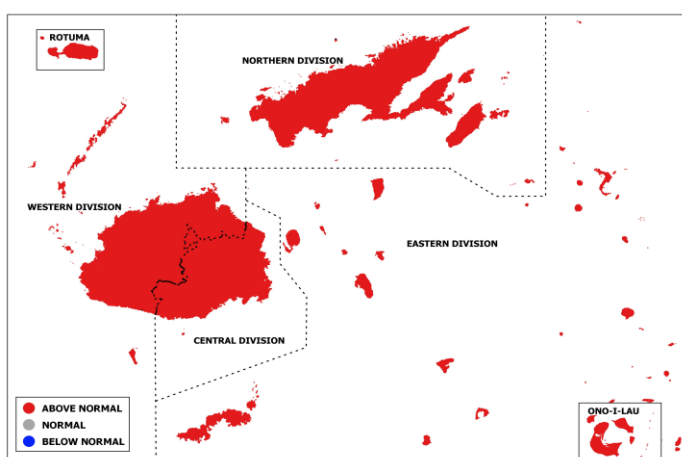 ROTUMA
NORTHERN DIVISION
WESTERN DIVISION
EASTERN DIVISION
CENTRAL DIVISION
ABOVE NORMAL
NORMAL
BELOW NORMAL
ONO-I-LAU